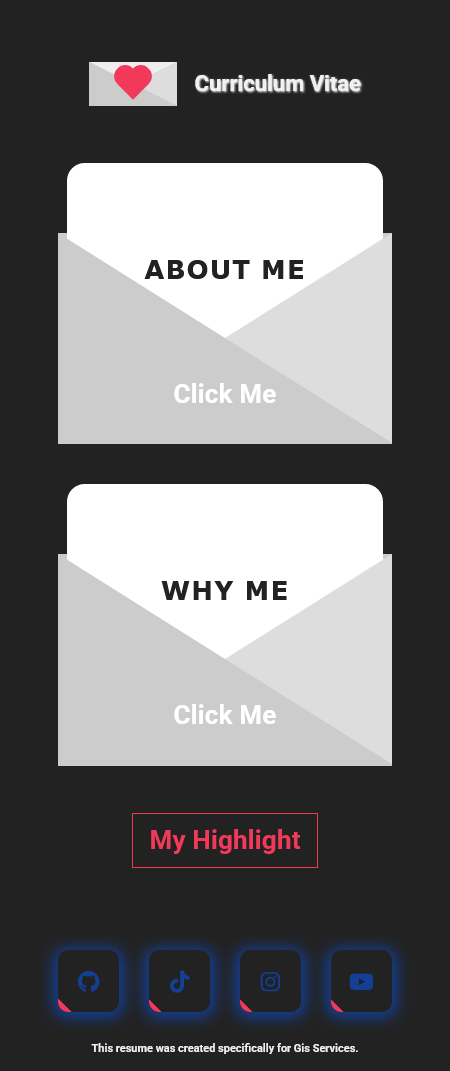 Curriculum Vitae
ABOUT ME
Click Me
WHY ME
Click Me
My Highlight
This resume was created specifically for Gis Services.